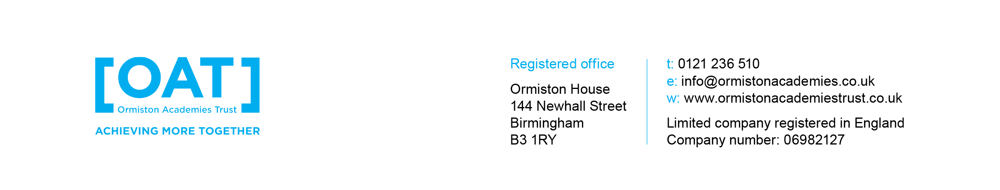 [OAT]
Ormiston Academies Trust
ACHIEVING MORE TOGETHER
Registered office
Ormiston House
144 Newhall Street
Birmingham
B3 1RY
t: 0121 236 510
e: info@ormistonacademies.co.uk
w: www.ormistonacademiestrust.co.uk
Limited company registered in England
Company number: 06982127